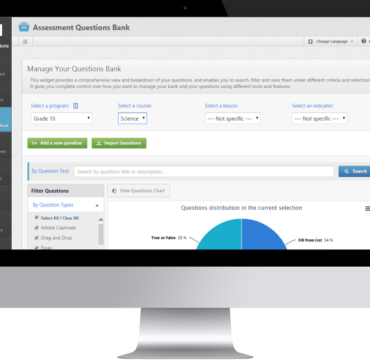 Assessment Questions Bank
Change Language
Manage Your Questions Bank
This widget provides a comprehensive view and breakdown of your questions, and enables you to search, filter and view them under different criteria and selection
It gives you complete control over how you want to manage your bank and your questions using different tools and features.
Select a program: Select a course: Select a lesson: Select an indicator:
Grade 10 Science --- Not specific --- --- Not specific ---
Add a new question Import Questions
By Question Text: Search by question title or description ... Search
Filter Questions Hide Questions Chart
By Question Types
Questions distribution in the current selection
Select All / Clear All
Adobe Captivate
Drag and Drop
Essay
True or False: 32 %
Fill from List: 34 %